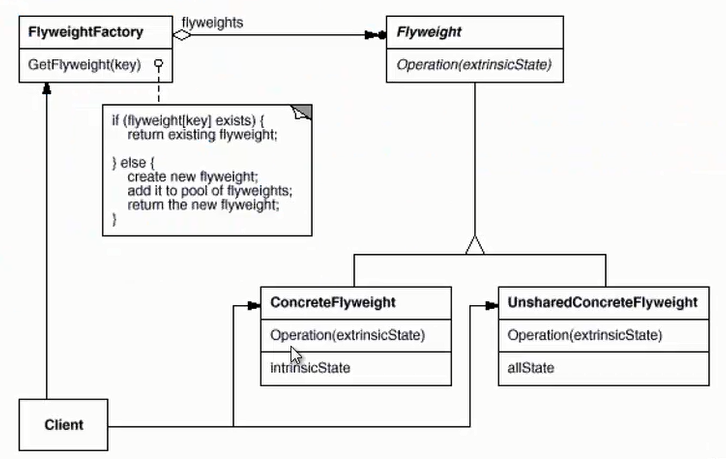 FlyweightFactory
flyweights
Flyweight
GetFlyweight(key)
Operation(extrinsicState)
if (flyweight[key] exists) {
return existing flyweight;
} else {
create new flyweight;
add it to pool of flyweights;
return the new flyweight;
}
ConcreteFlyweight
Operation(extrinsicState)
intrinsicState
UnsharedConcreteFlyweight
Operation(extrinsicState)
allState
Client